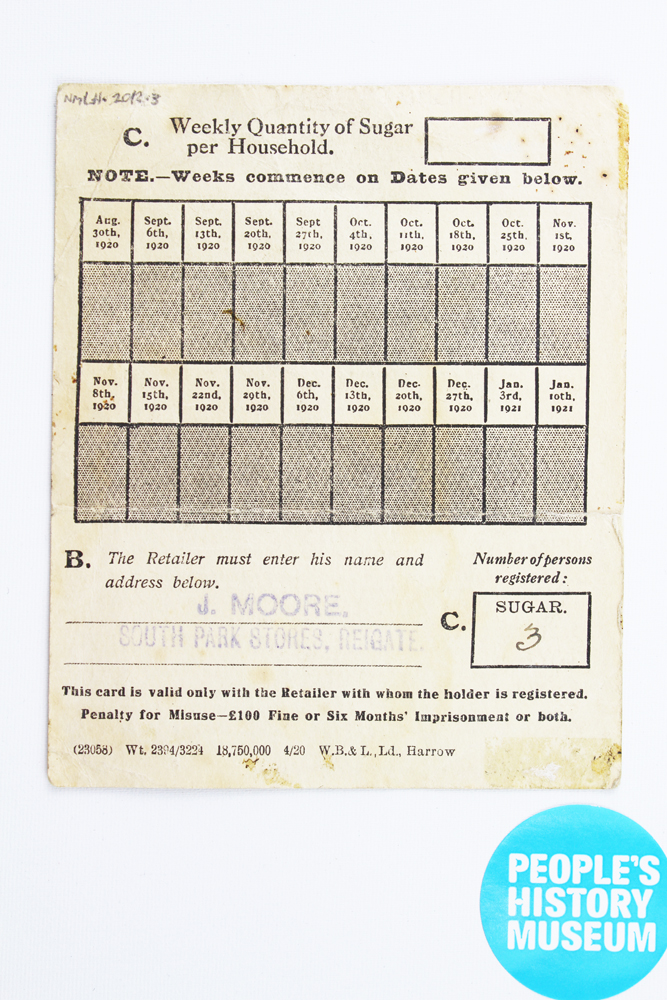 NMLH. 2012.3
C. Weekly Quantity of Sugar
per Household.
NOTE.—Weeks commence on Dates given below.
Aug. 30th, 1920
Sept. 6th, 1920
Sept. 13th, 1920
Sept. 20th, 1920
Sept 27th, 1920
Oct. 4th, 1920
Oct. 11th, 1920
Oct. 18th, 1920
Oct. 25th, 1920
Nov. 1st, 1920
Nov. 8th, 1920
Nov. 15th, 1920
Nov. 22nd, 1920
Nov. 29th, 1920
Dec. 6th, 1920
Dec. 13th, 1920
Dec. 20th, 1920
Dec. 27th, 1920
Jan. 3rd, 1921
Jan. 10th, 1921
B. The Retailer must enter his name and
address below.
J. MOORE.
SOUTH PARK STORES, REIGATE.
Number of persons
registered:
C.
SUGAR.
3
This card is valid only with the Retailer with whom the holder is registered.
Penalty for Misuse—£100 Fine or Six Months' Imprisonment or both.
(23058) Wt. 2394/3224 18,750,000 4/20 W.B.& L.,Ld., Harrow
PEOPLE'S
HISTORY
MUSEUM